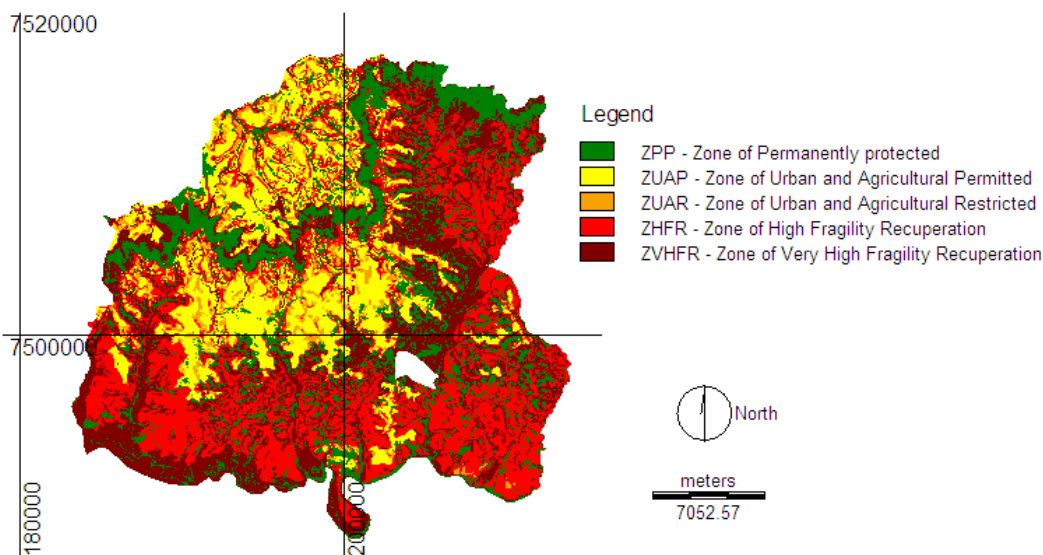 7520000
Legend
ZPP - Zone of Permanently protected
ZUAP - Zone of Urban and Agricultural Permitted
ZUAR - Zone of Urban and Agricultural Restricted
ZHFR - Zone of High Fragility Recuperation
ZVHFR - Zone of Very High Fragility Recuperation
7500000
North
meters
7052.57
180000
200000